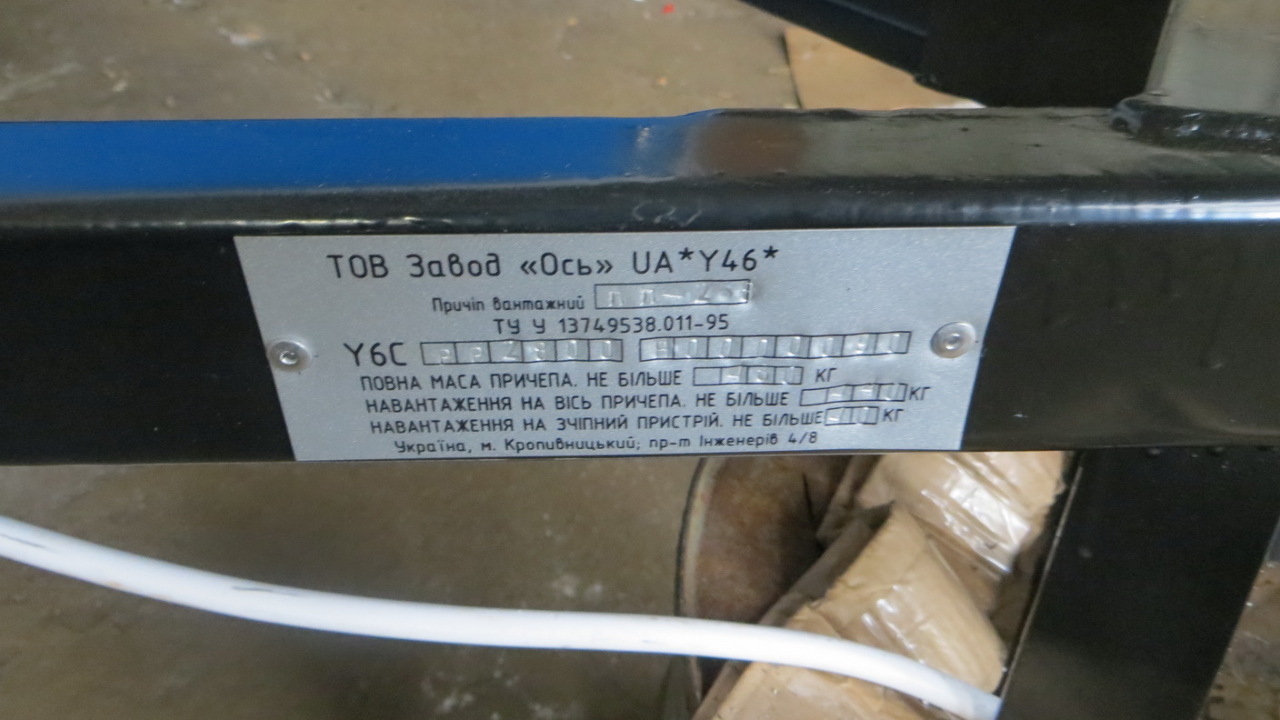 ТОВ Завод «Ось» UA*Y46*
Причіп вантажний
ТУ У 13749538.011-95
Y6C
ПОВНА МАСА ПРИЧЕПА. НЕ БІЛЬШЕ КГ
НАВАНТАЖЕННЯ НА ВІСЬ ПРИЧЕПА. НЕ БІЛЬШЕ КГ
НАВАНТАЖЕННЯ НА ЗЧІПНИЙ ПРИСТРІЙ. НЕ БІЛЬШЕ КГ
Україна, м. Кропивницький; пр-т Інженерів 4/8